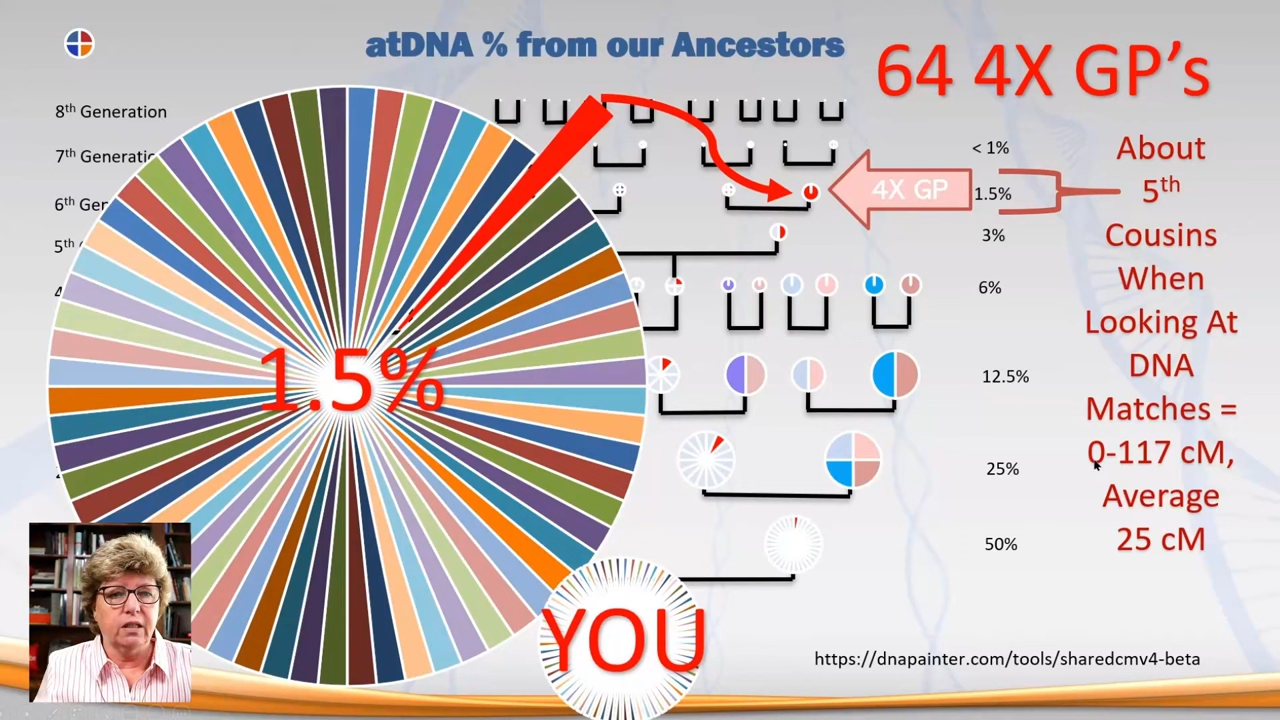 atDNA % from our Ancestors
64 4X GP's
8th Generation
7th Generatio
6th Ger
5th
< 1%
4X GP
1.5%
3%
6%
12.5%
25%
50%
About
5th
Cousins
When
Looking At
DNA
Matches =
0-117 cM,
Average
25 cM
1.5%
YOU
https://dnapainter.com/tools/sharedcmv4-beta